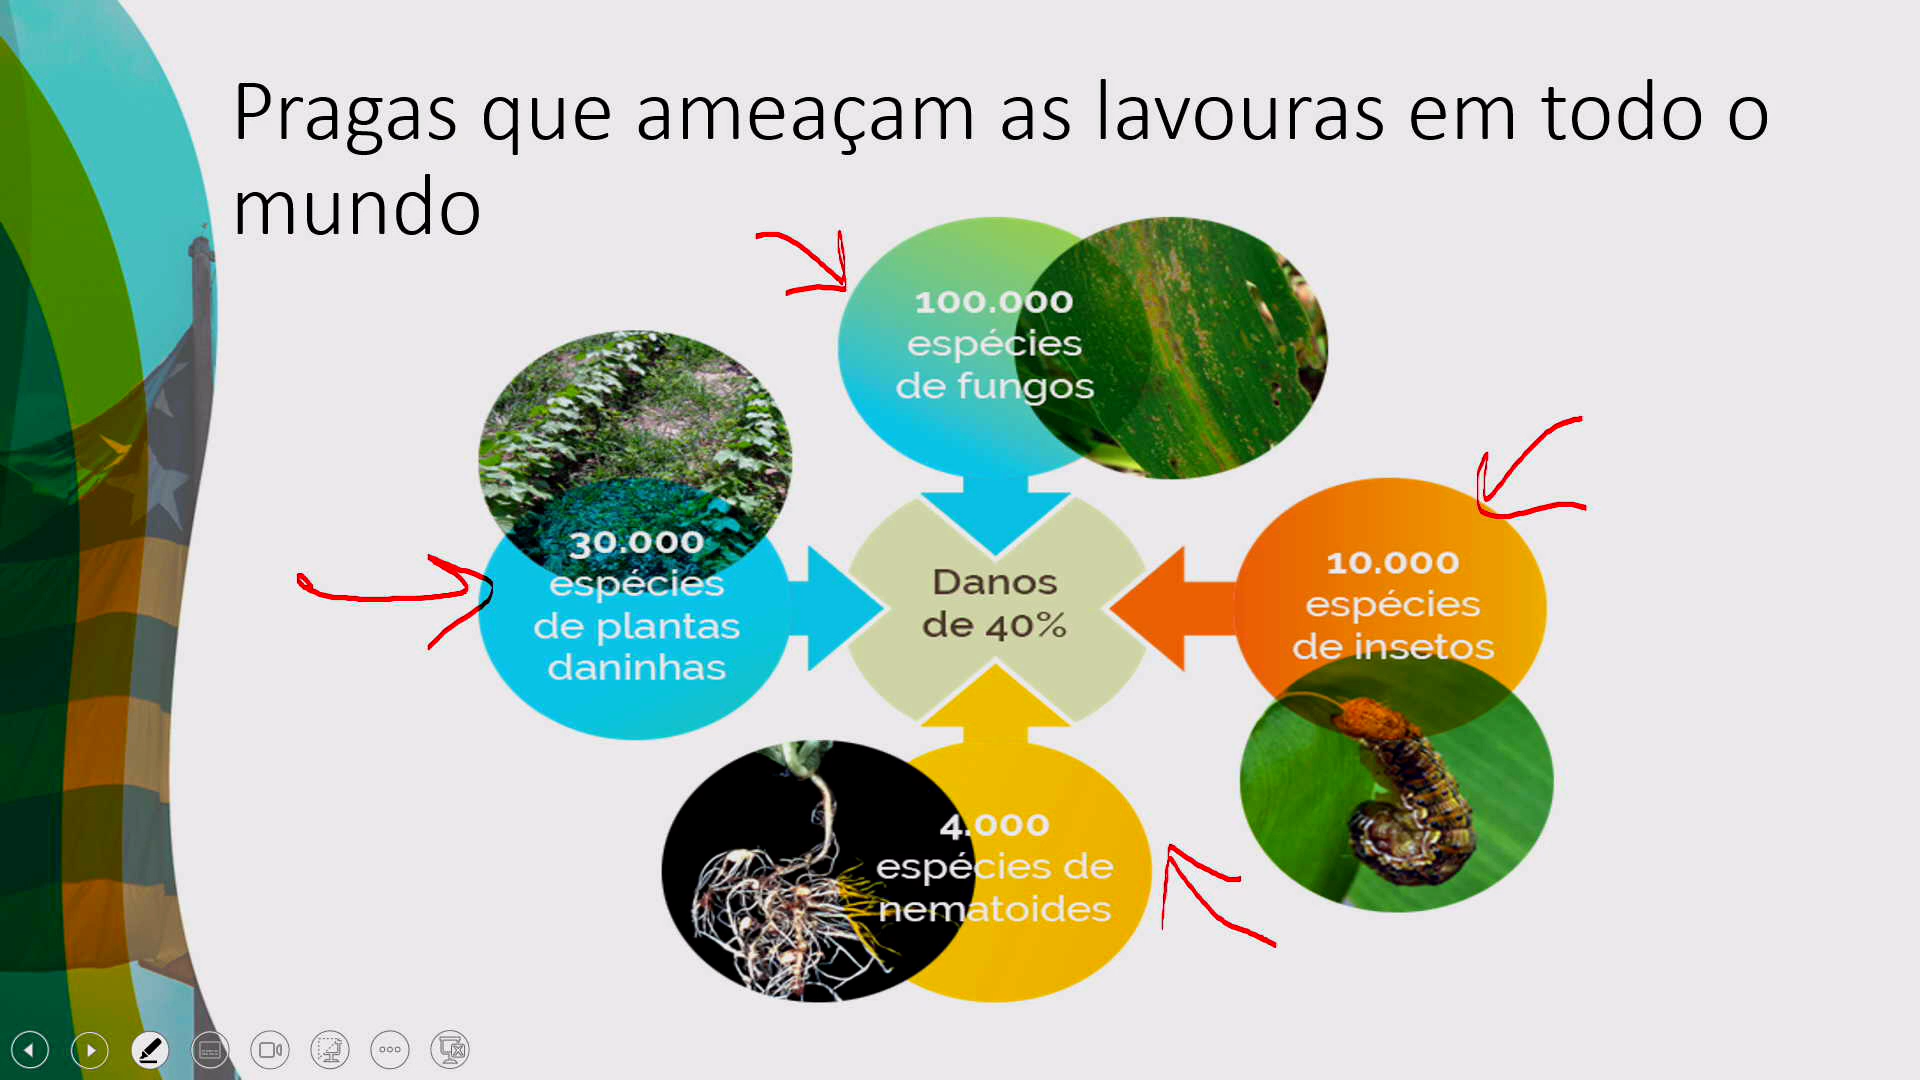 Pragas que ameaçam as lavouras em todo o
mundo
100.000
espécies
de fungos
30.000
espécies
de plantas
daninhas
Danos
de 40%
10.000
espécies
de insetos
4.000
espécies de
nematoides